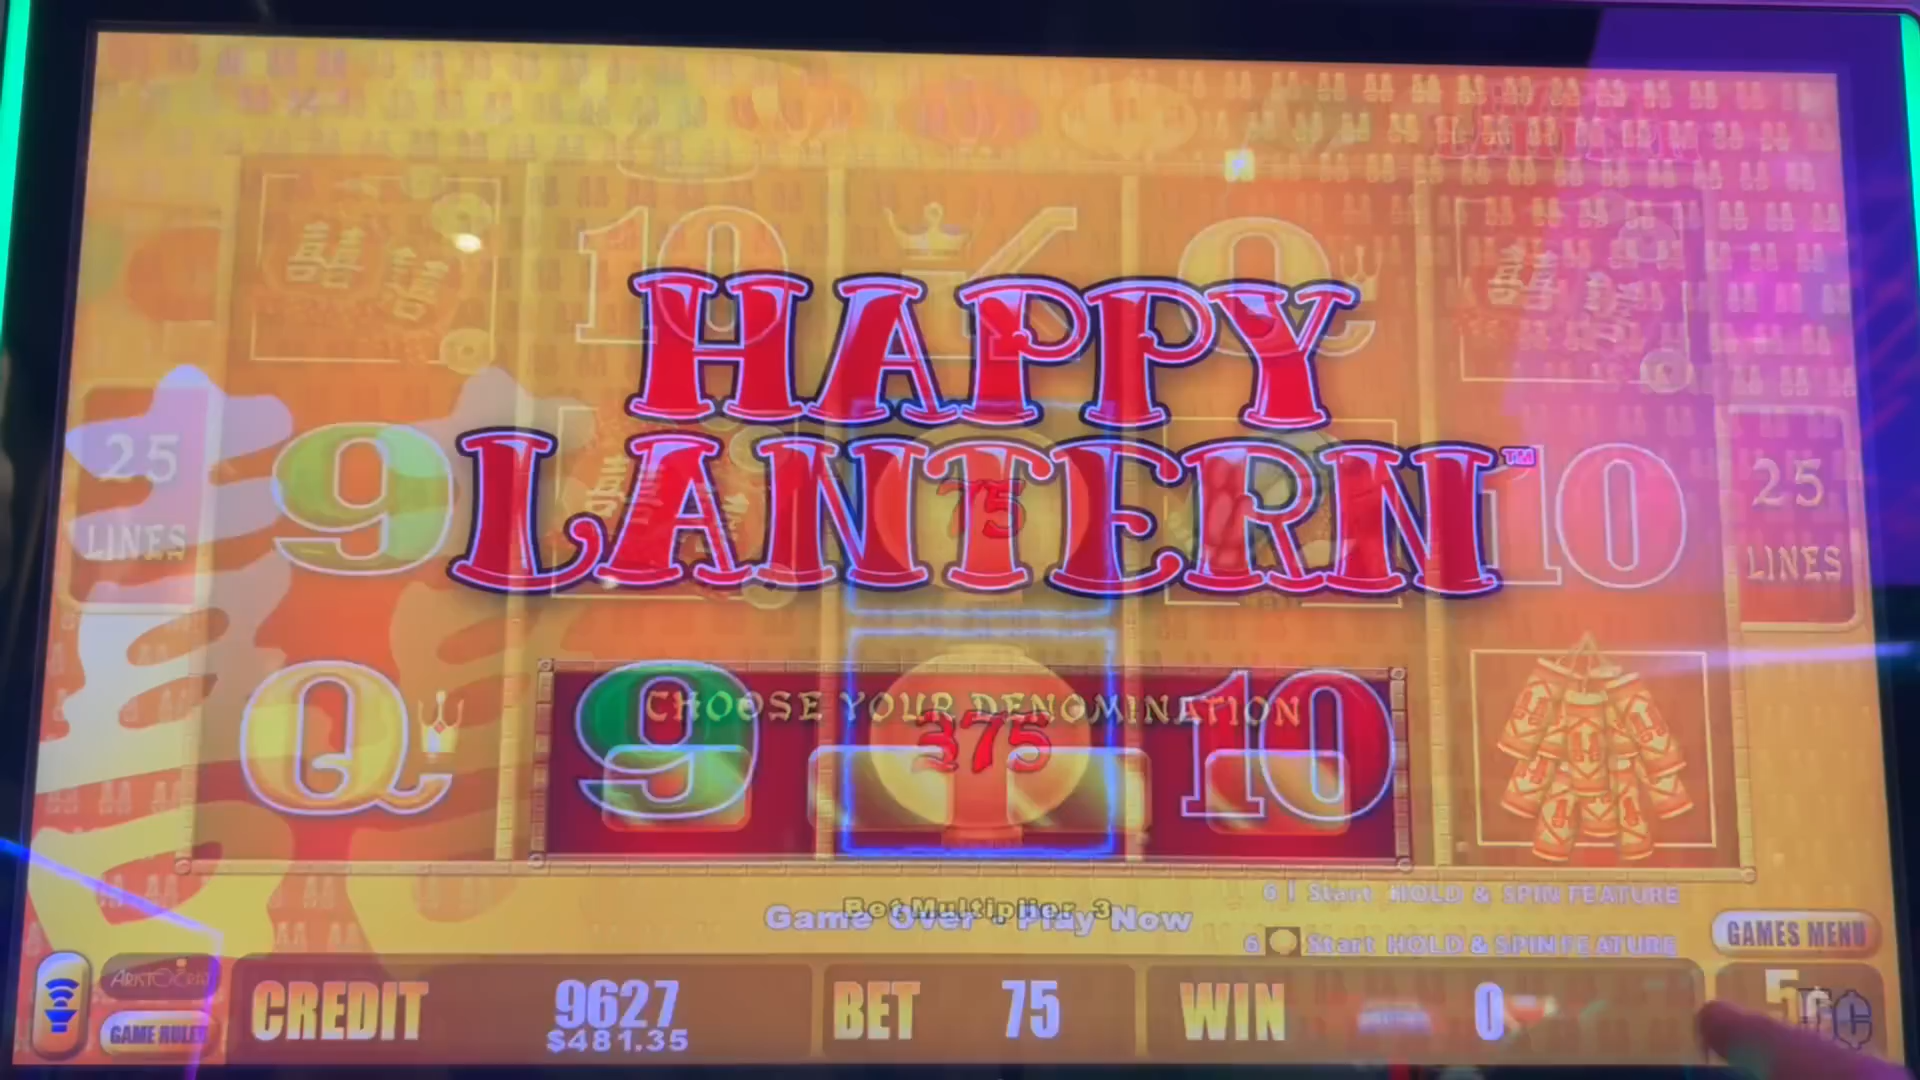 10 K Q
HAPPY
LANTERN™
25 LINES
9 75 10
25 LINES
CHOOSE YOUR DENOMINATION
Q 9 375 10
Bet Multiplier 3
Game Over - Play Now
6 Start HOLD & SPIN FEATURE
6 Start HOLD & SPIN FEATURE
GAMES MENU
ARISTOCRAT
GAME RULES
CREDIT 9627 BET 75 WIN 0 5¢
$481.35